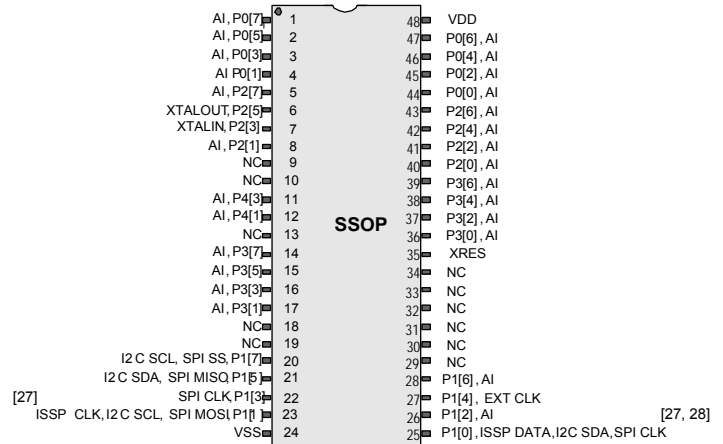 AI, P0[7] 1 48 VDD
AI, P0[5] 2 47 P0[6], AI
AI, P0[3] 3 46 P0[4], AI
AI P0[1] 4 45 P0[2], AI
AI, P2[7] 5 44 P0[0], AI
XTALOUT, P2[5] 6 43 P2[6], AI
XTALIN, P2[3] 7 42 P2[4], AI
AI, P2[1] 8 41 P2[2], AI
NC 9 40 P2[0], AI
NC 10 39 P3[6], AI
AI, P4[3] 11 38 P3[4], AI
AI, P4[1] 12 SSOP 37 P3[2], AI
NC 13 36 P3[0], AI
AI, P3[7] 14 35 XRES
AI, P3[5] 15 34 NC
AI, P3[3] 16 33 NC
AI, P3[1] 17 32 NC
NC 18 31 NC
NC 19 30 NC
I2C SCL, SPI SS, P1[7] 20 29 NC
I2C SDA, SPI MISO, P1[5] 21 28 P1[6], AI
[27] SPI CLK, P1[3] 22 27 P1[4], EXT CLK
ISSP CLK, I2C SCL, SPI MOSI, P1[1] 23 26 P1[2], AI [27, 28]
VSS 24 25 P1[0], ISSP DATA, I2C SDA, SPI CLK